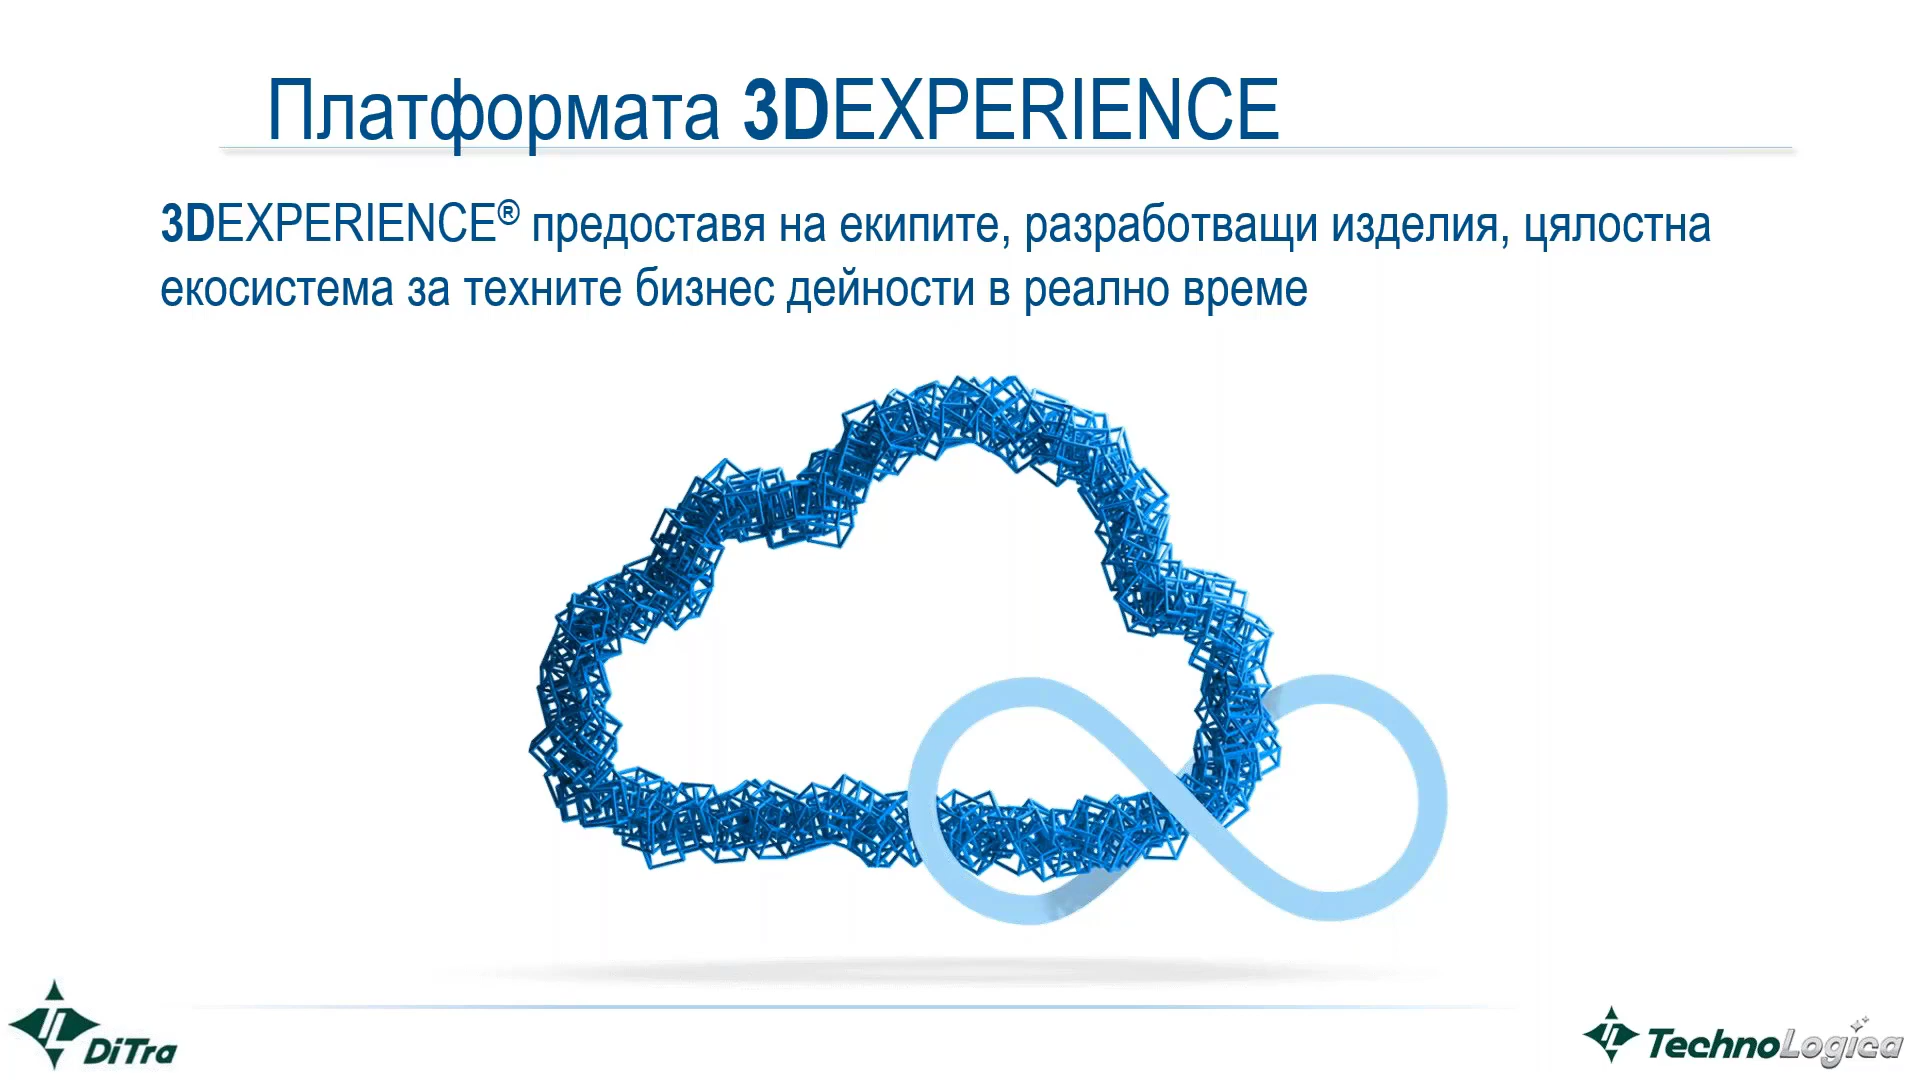 Платформата 3DEXPERIENCE
3DEXPERIENCE® предоставя на екипите, разработващи изделия, цялостна
екосистема за техните бизнес дейности в реално време
DiTra
TechnoLogica